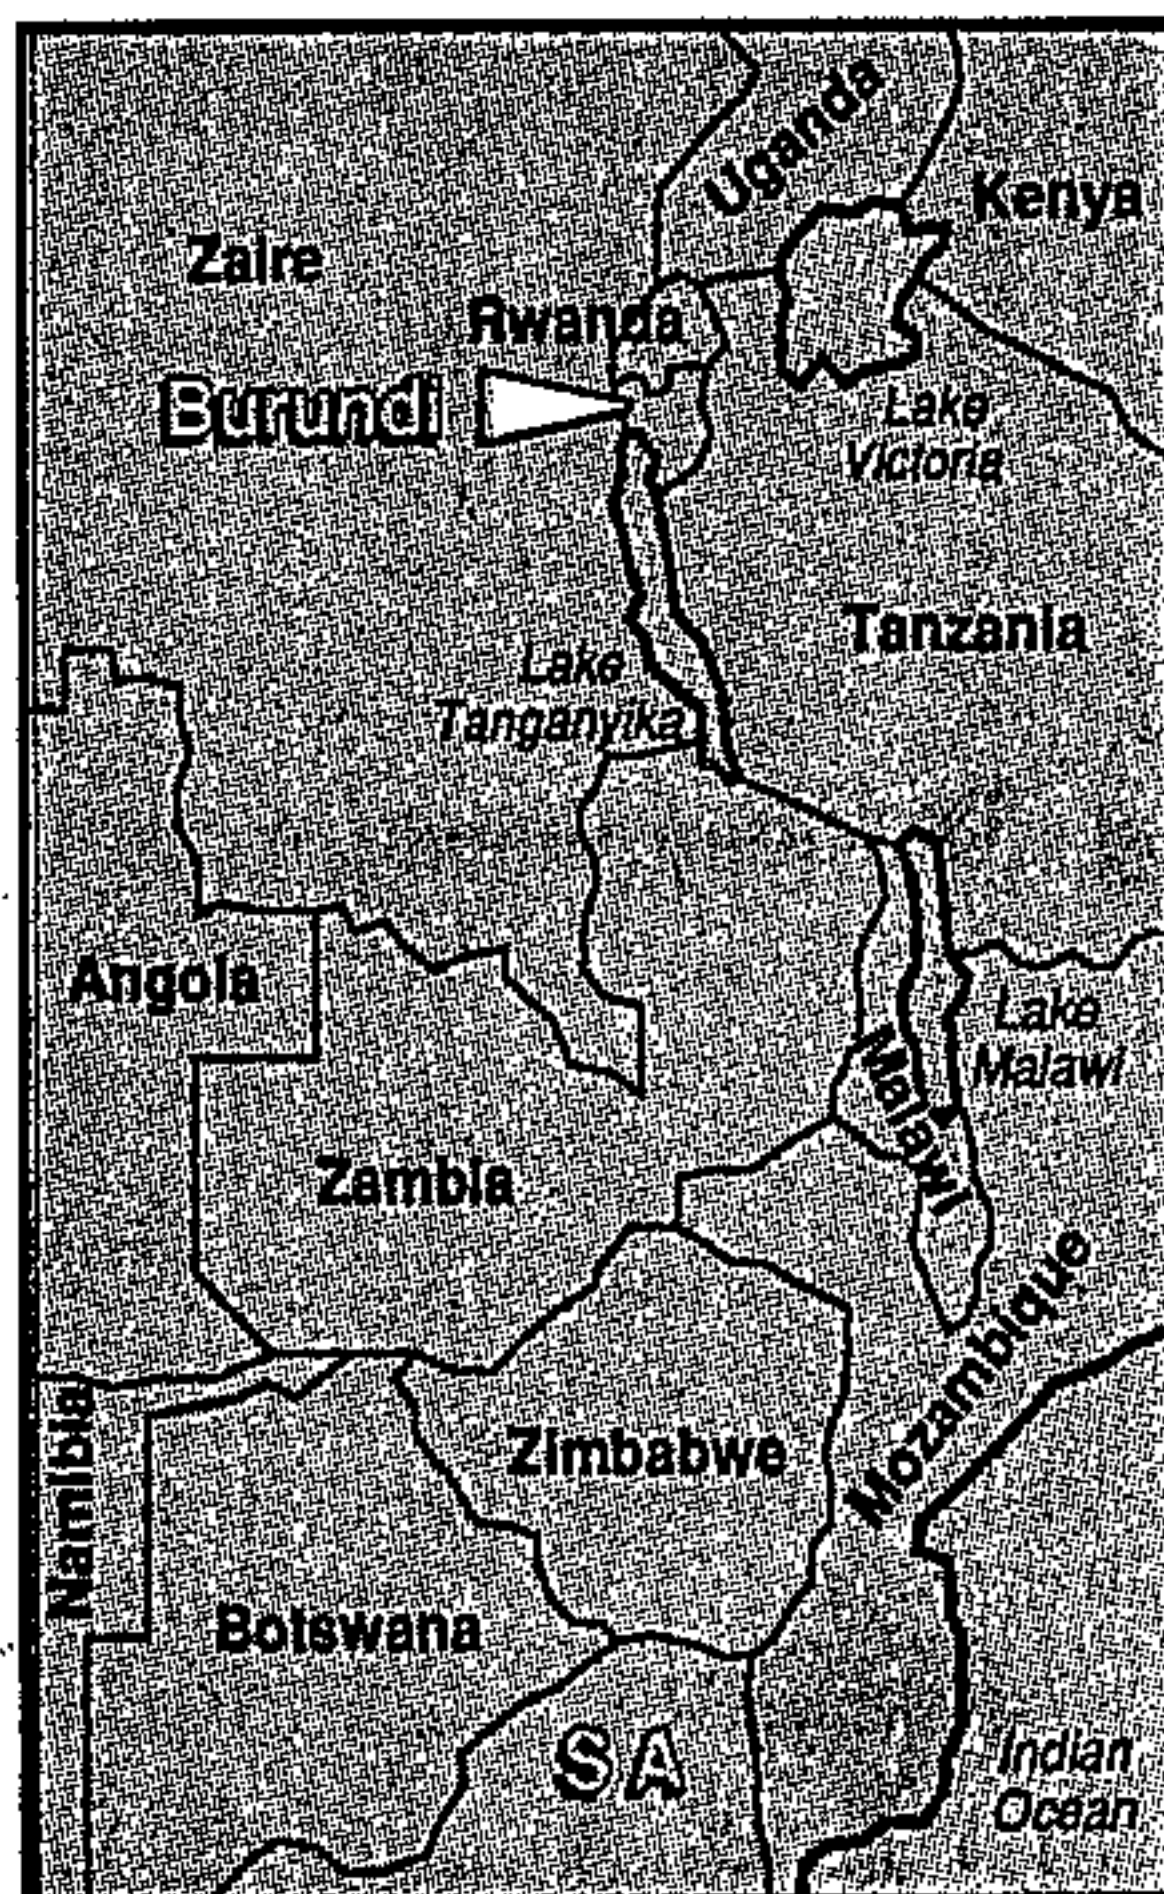 Uganda
Kenya
Zaire
Rwanda
Burundi
Lake
Victoria
Tanzania
Lake
Tanganyika
Angola
Lake
Malawi
Malawi
Zambia
Mozambique
Namibia
Zimbabwe
Botswana
SA
Indian
Ocean